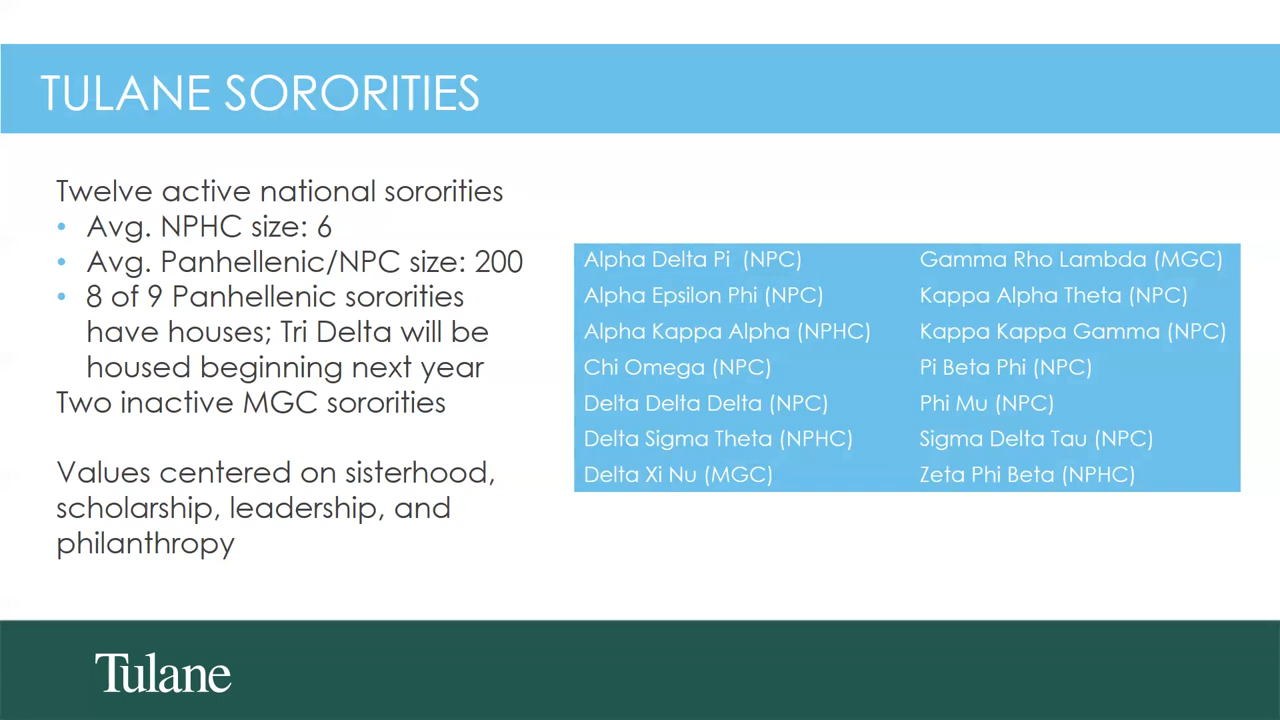 TULANE SORORITIES
Twelve active national sororities
• Avg. NPHC size: 6
• Avg. Panhellenic/NPC size: 200
• 8 of 9 Panhellenic sororities
have houses; Tri Delta will be
housed beginning next year
Two inactive MGC sororities
Values centered on sisterhood,
scholarship, leadership, and
philanthropy
Alpha Delta Pi (NPC)
Alpha Epsilon Phi (NPC)
Alpha Kappa Alpha (NPHC)
Chi Omega (NPC)
Delta Delta Delta (NPC)
Delta Sigma Theta (NPHC)
Delta Xi Nu (MGC)
Gamma Rho Lambda (MGC)
Kappa Alpha Theta (NPC)
Kappa Kappa Gamma (NPC)
Pi Beta Phi (NPC)
Phi Mu (NPC)
Sigma Delta Tau (NPC)
Zeta Phi Beta (NPHC)
Tulane